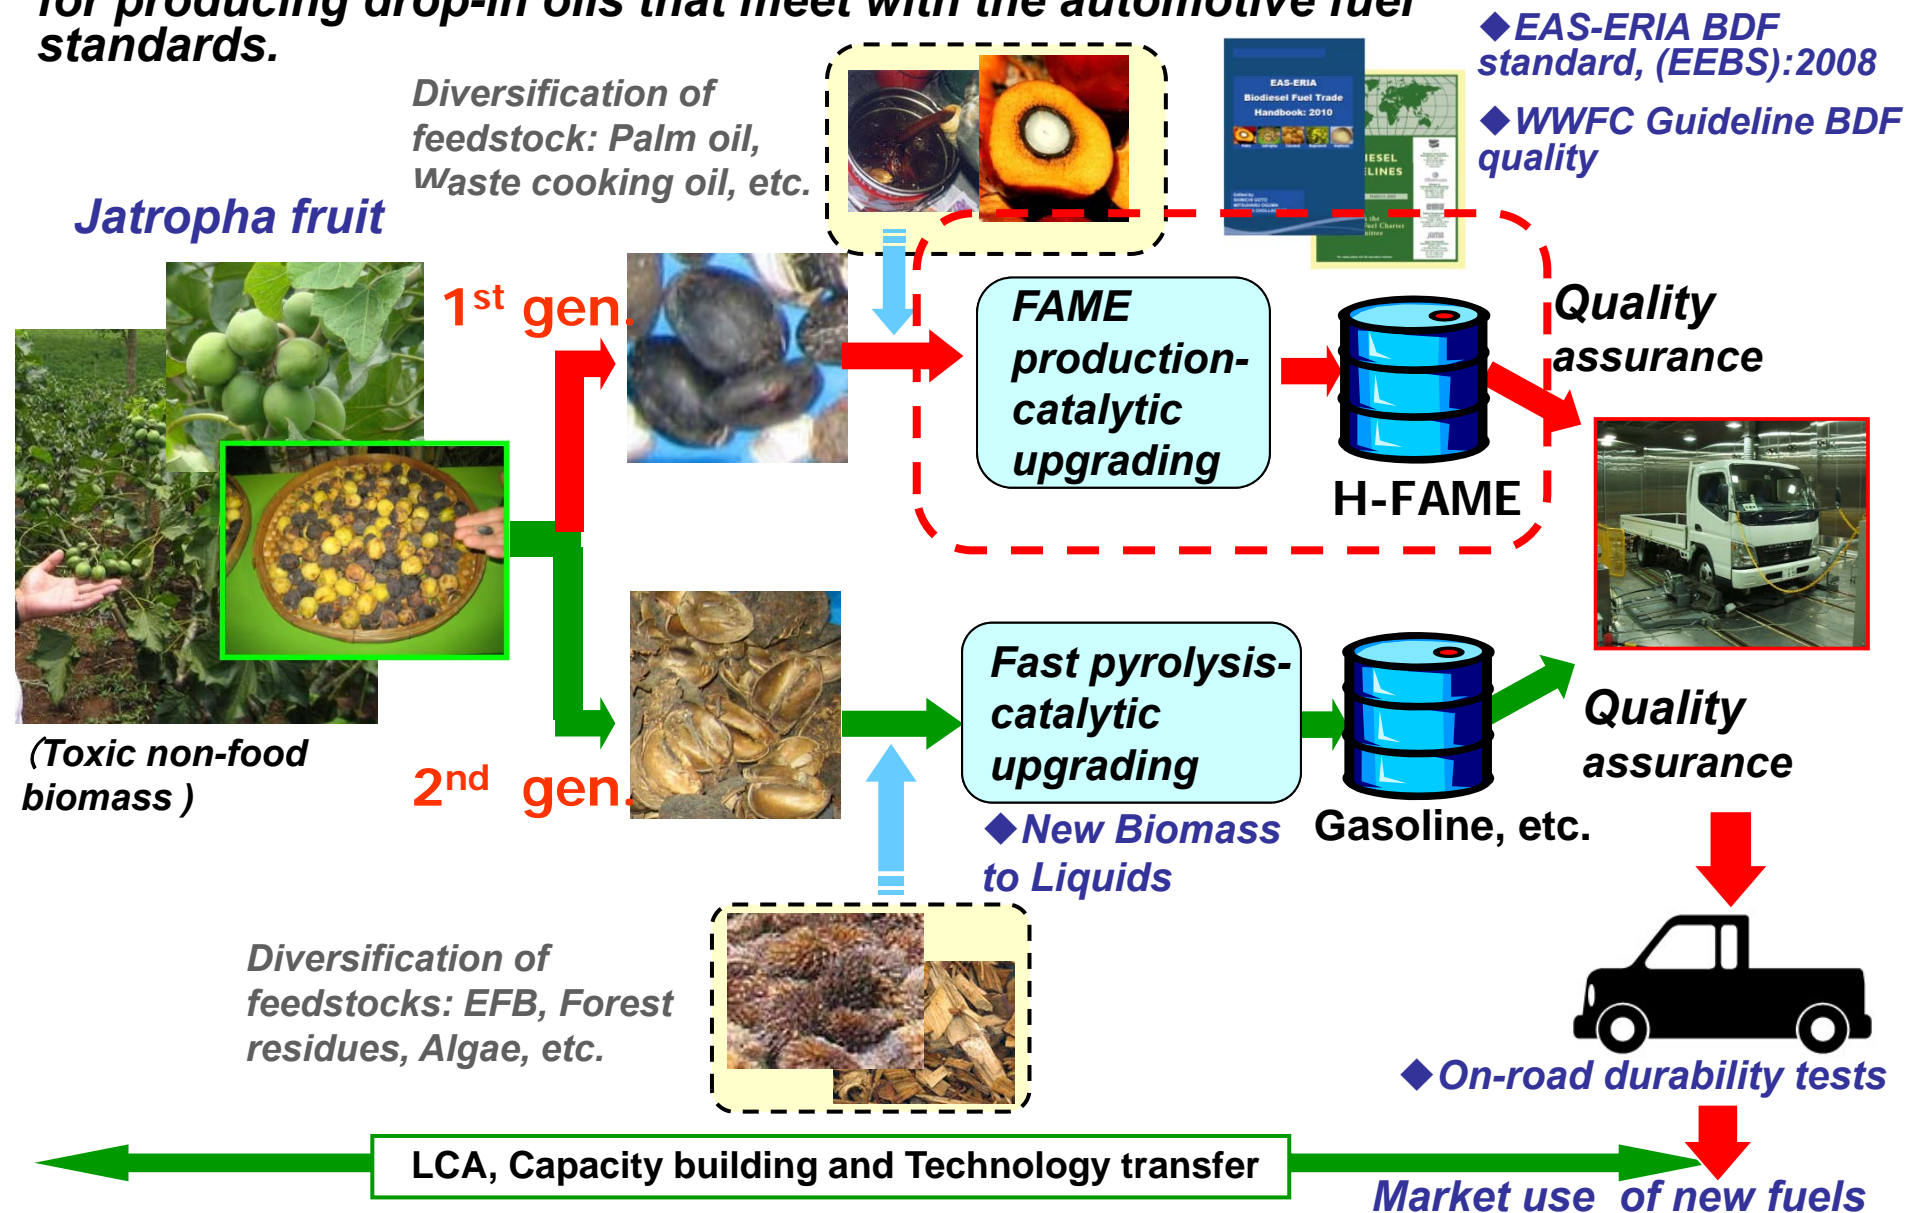 for producing drop-in oils that meet with the automotive fuel
standards.
◆EAS-ERIA BDF
standard, (EEBS):2008
◆WWFC Guideline BDF
quality
Diversification of
feedstock: Palm oil,
Waste cooking oil, etc.
EAS-ERIA
Biodiesel Fuel Trade
Handbook: 2010
Jatropha fruit
1st gen.
FAME
production-
catalytic
upgrading
H-FAME
Quality
assurance
(Toxic non-food
biomass )
2nd gen.
Fast pyrolysis-
catalytic
upgrading
◆New Biomass
to Liquids
Gasoline, etc.
Quality
assurance
Diversification of
feedstocks: EFB, Forest
residues, Algae, etc.
◆On-road durability tests
LCA, Capacity building and Technology transfer
Market use of new fuels